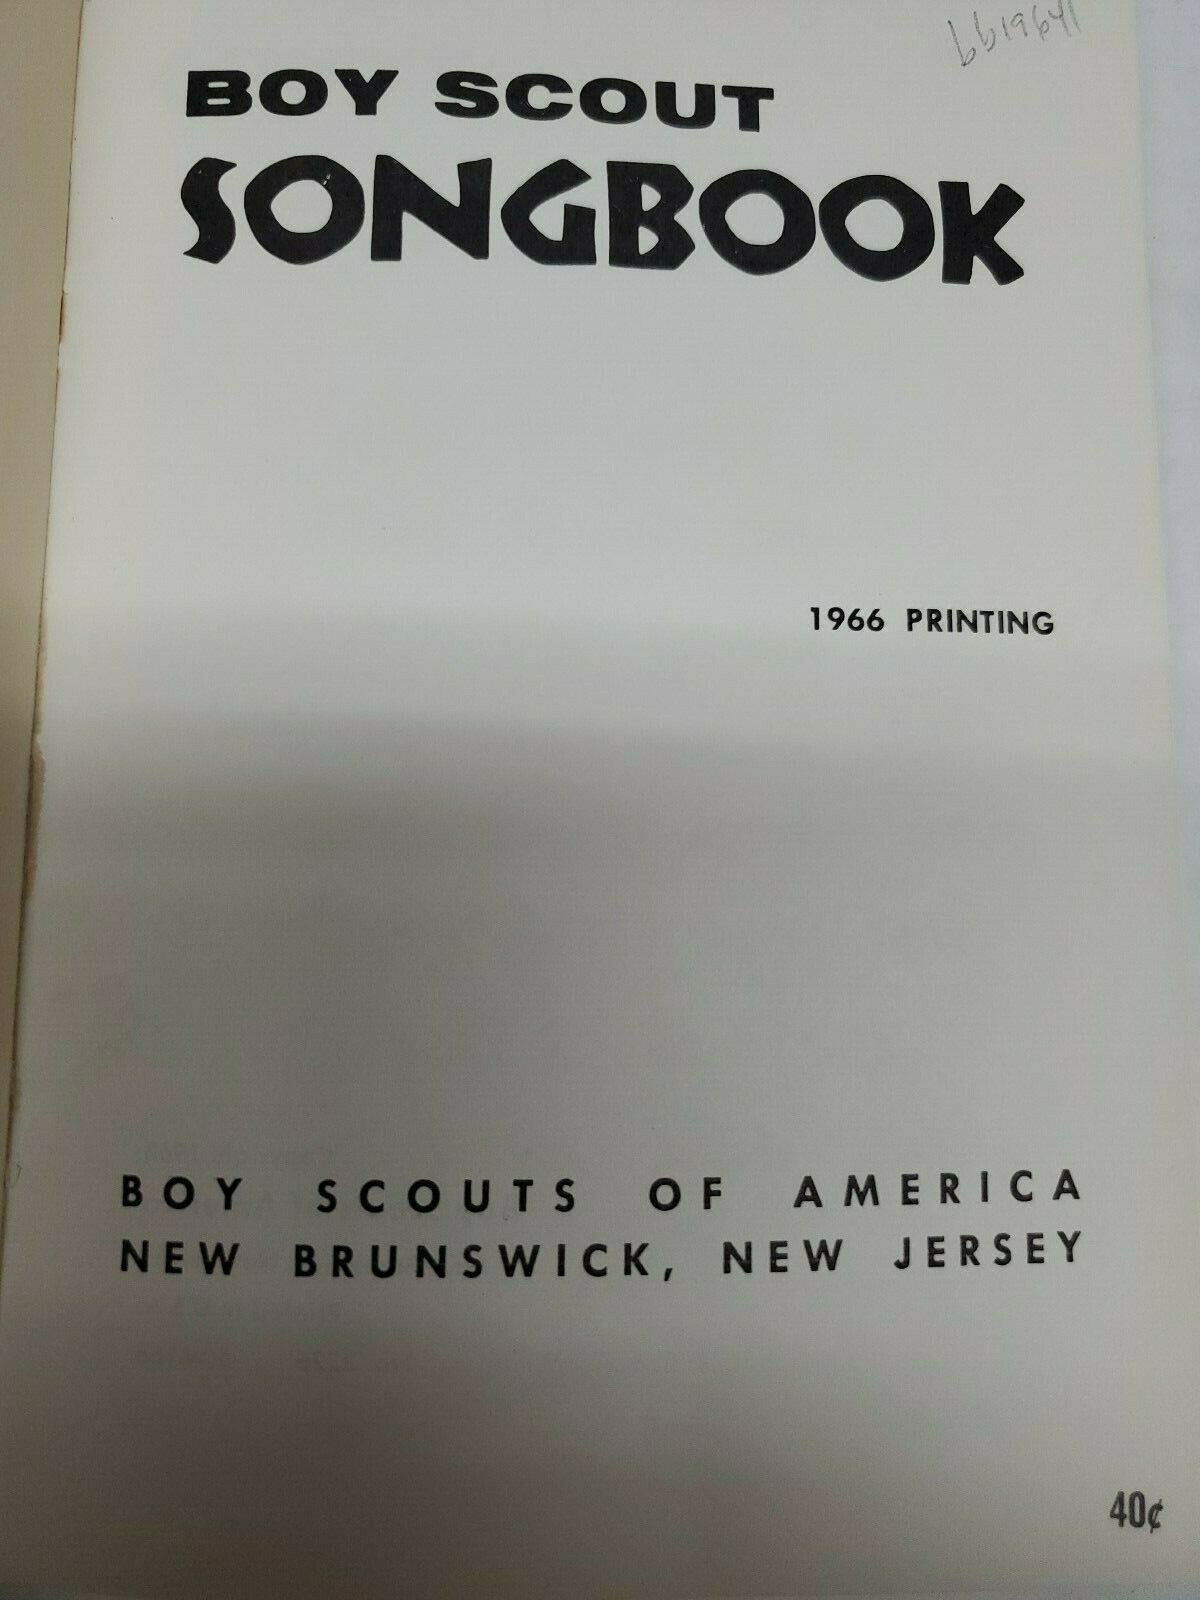 BOY SCOUT
SONGBOOK
1966 PRINTING
BOY SCOUTS OF AMERICA
NEW BRUNSWICK, NEW JERSEY
40¢